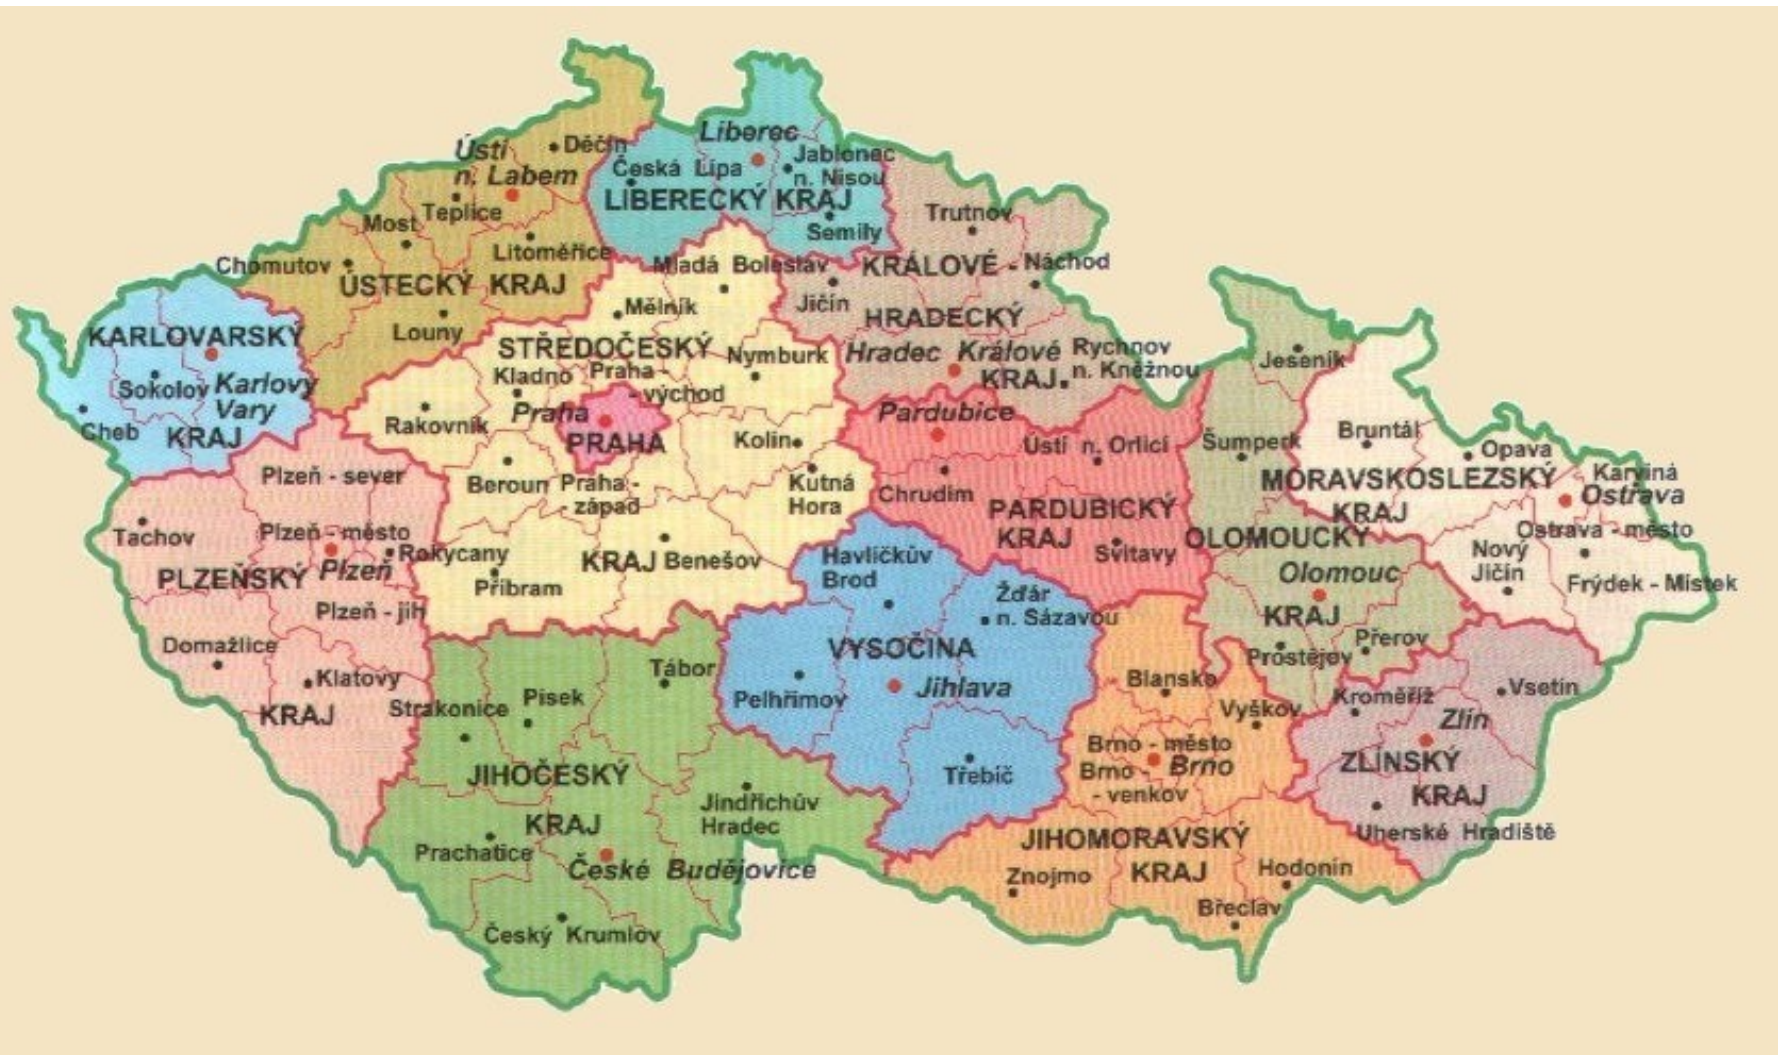 Liberec
Ústí
n. Labem
Děčín
Česká Lípa
Jablonec
n. Nisou
LIBERECKÝ KRAJ
Teplice
Most
Semily
Trutnov
Litoměřice
Chomutov
ÚSTECKÝ KRAJ
Mladá Boleslav
KRÁLOVÉ -
Náchod
Mělník
Jičín
HRADECKÝ
Louny
KARLOVARSKÝ
STŘEDOČESKÝ
Nymburk
Hradec Králové
KRAJ
Rychnov
n. Kněžnou
Jeseník
Kladno
Praha -
- východ
Sokolov
Karlovy
Vary
Cheb
KRAJ
Rakovník
Praha
PRAHA
Kolín
Pardubice
Ústí n. Orlicí
Šumperk
Bruntál
Opava
Karviná
Ostrava
MORAVSKOSLEZSKÝ
KRAJ
Plzeň - sever
Beroun
Praha -
- západ
Kutná
Hora
Chrudim
PARDUBICKÝ
KRAJ
Svitavy
OLOMOUCKÝ
Ostrava - město
Nový
Jičín
Frýdek - Místek
Tachov
Plzeň - město
Rokycany
PLZEŇSKÝ
Plzeň
Příbram
KRAJ
Benešov
Havlíčkův
Brod
Žďár
n. Sázavou
Olomouc
KRAJ
Plzeň - jih
Domažlice
Klatovy
KRAJ
Strakonice
Písek
Tábor
VYSOČINA
Pelhřimov
Jihlava
Prostějov
Přerov
Blansko
Vyškov
Kroměříž
Vsetín
Zlín
ZLÍNSKÝ
KRAJ
Brno - město
Brno -
- venkov
Brno
JIHOČESKÝ
KRAJ
Třebíč
Jindřichův
Hradec
Prachatice
České Budějovice
JIHOMORAVSKÝ
KRAJ
Uherské Hradiště
Znojmo
Hodonín
Břeclav
Český Krumlov